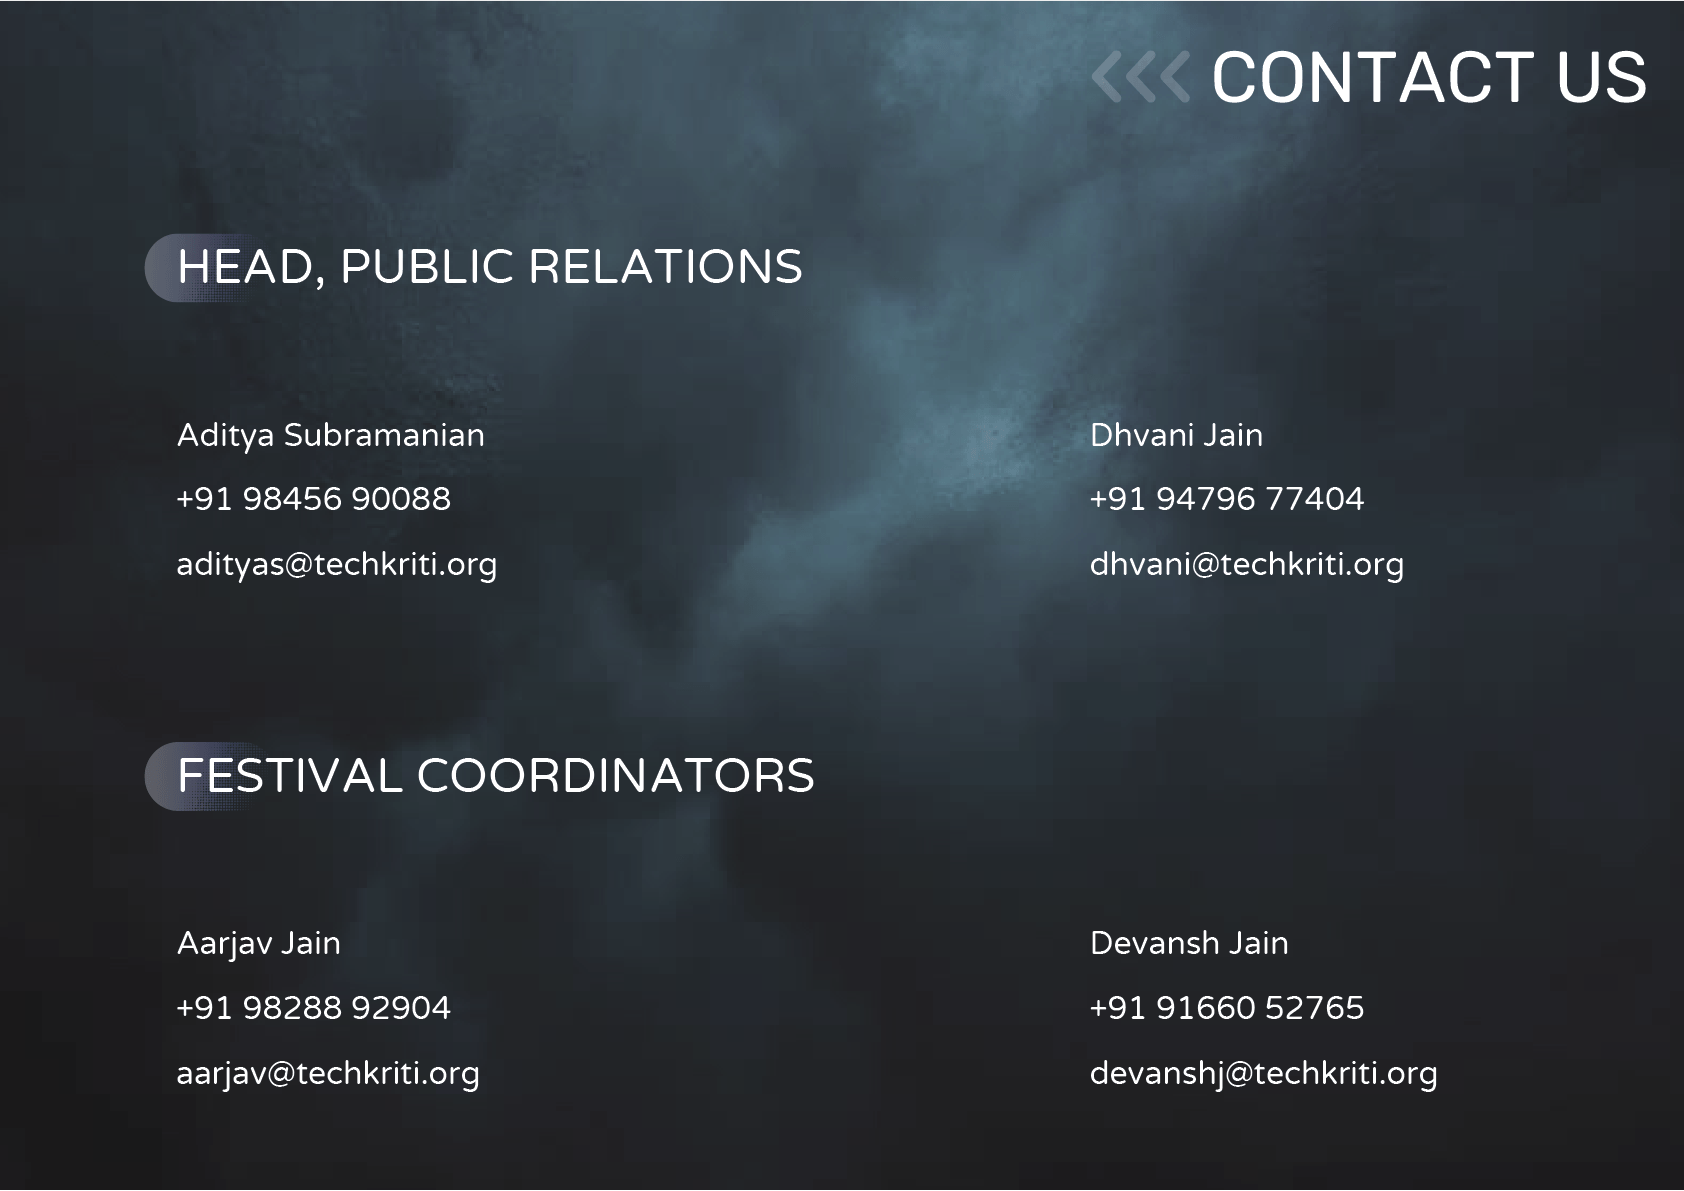 CONTACT US
HEAD, PUBLIC RELATIONS
Aditya Subramanian
+91 98456 90088
adityas@techkriti.org
Dhvani Jain
+91 94796 77404
dhvani@techkriti.org
FESTIVAL COORDINATORS
Aarjav Jain
+91 98288 92904
aarjav@techkriti.org
Devansh Jain
+91 91660 52765
devanshj@techkriti.org